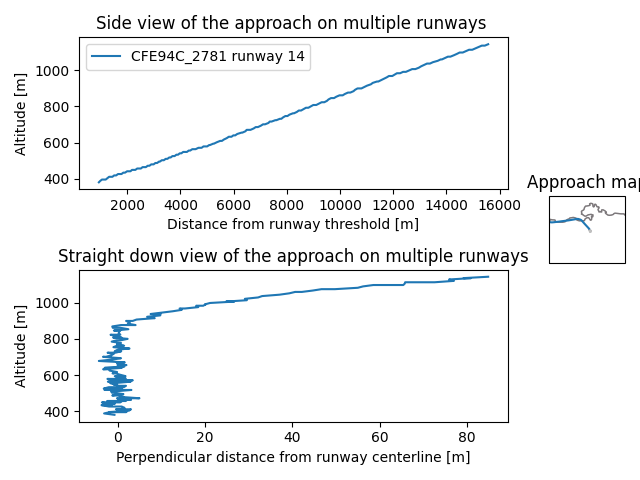 Side view of the approach on multiple runways
CFE94C_2781 runway 14
Altitude [m]
1000
800
600
400
2000 4000 6000 8000 10000 12000 14000 16000
Distance from runway threshold [m]
Approach map
Straight down view of the approach on multiple runways
Altitude [m]
1000
800
600
400
0 20 40 60 80
Perpendicular distance from runway centerline [m]